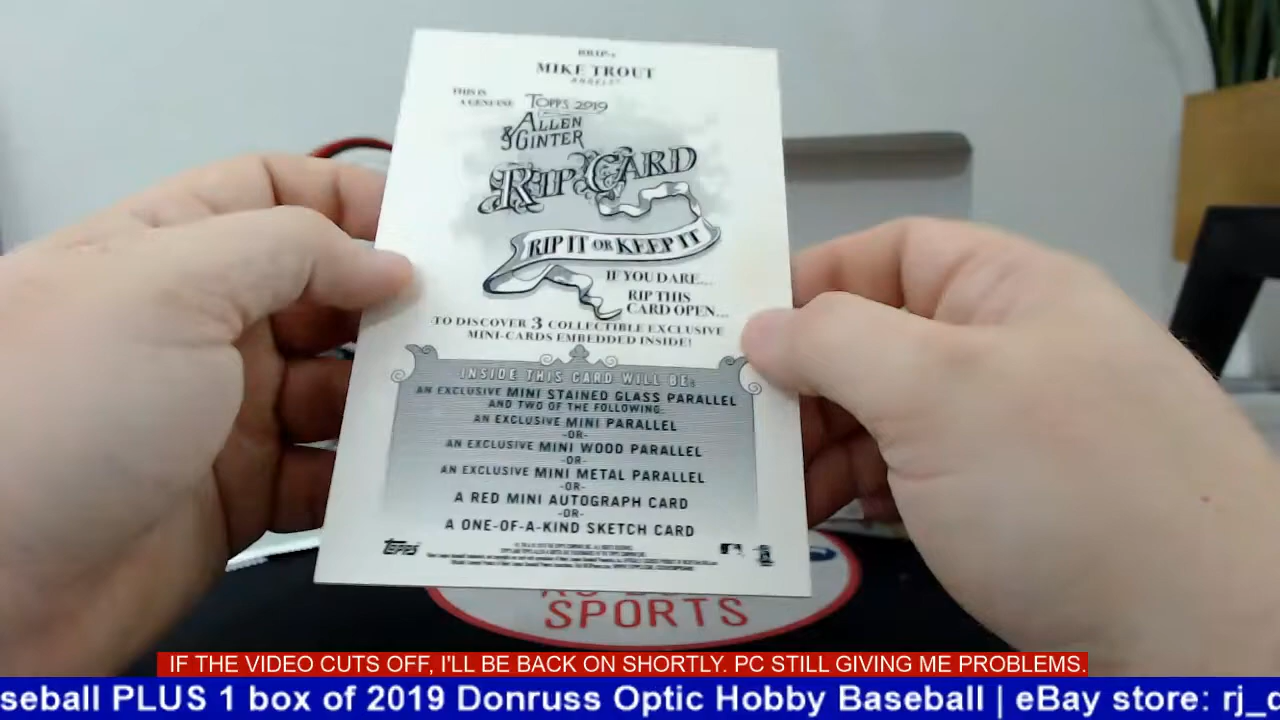 MIKE TROUT
ANGELS
THIS IS
A GENUINE
TOPPS 2019
ALLEN
& GINTER
RIP CARD
RIP IT OR KEEP IT
IF YOU DARE...
RIP THIS
CARD OPEN...
TO DISCOVER 3 COLLECTIBLE EXCLUSIVE
MINI-CARDS EMBEDDED INSIDE!
INSIDE THIS CARD WILL BE:
AN EXCLUSIVE MINI STAINED GLASS PARALLEL
AND TWO OF THE FOLLOWING:
AN EXCLUSIVE MINI PARALLEL
-OR-
AN EXCLUSIVE MINI WOOD PARALLEL
-OR-
AN EXCLUSIVE MINI METAL PARALLEL
-OR-
A RED MINI AUTOGRAPH CARD
-OR-
A ONE-OF-A-KIND SKETCH CARD
TOPPS
SPORTS
IF THE VIDEO CUTS OFF, I'LL BE BACK ON SHORTLY. PC STILL GIVING ME PROBLEMS.
seball PLUS 1 box of 2019 Donruss Optic Hobby Baseball | eBay store: rj_